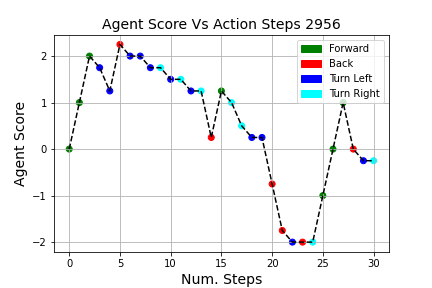 Agent Score Vs Action Steps 2956
Forward
Back
Turn Left
Turn Right
Agent Score
2
1
0
−1
−2
0 5 10 15 20 25 30
Num. Steps